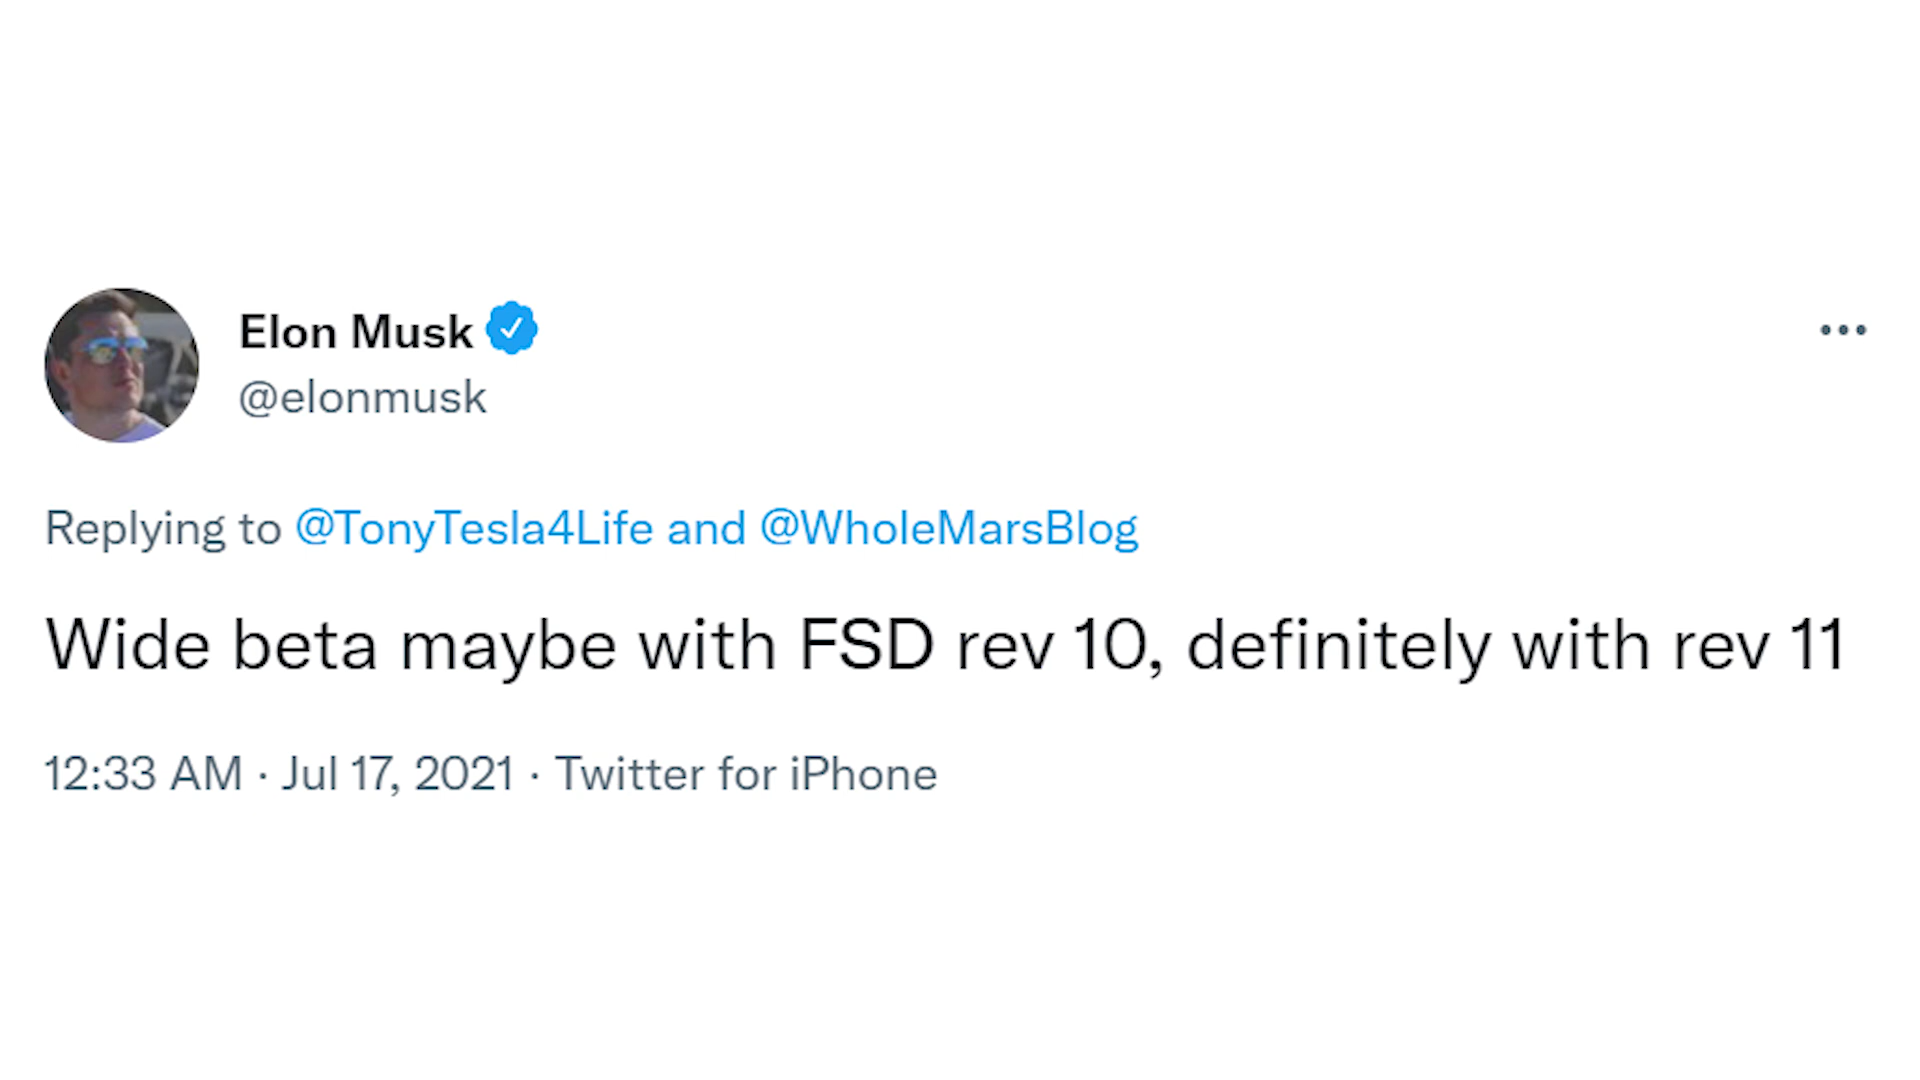 Elon Musk
@elonmusk
Replying to @TonyTesla4Life and @WholeMarsBlog
Wide beta maybe with FSD rev 10, definitely with rev 11
12:33 AM · Jul 17, 2021 · Twitter for iPhone